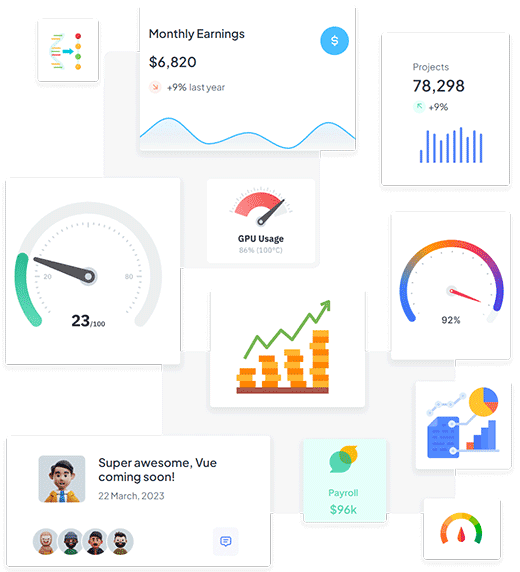 Monthly Earnings
$
$6,820
+9% last year
Projects
78,298
+9%
20
80
23/100
GPU Usage
86% (100°C)
92%
Super awesome, Vue
coming soon!
22 March, 2023
Payroll
$96k